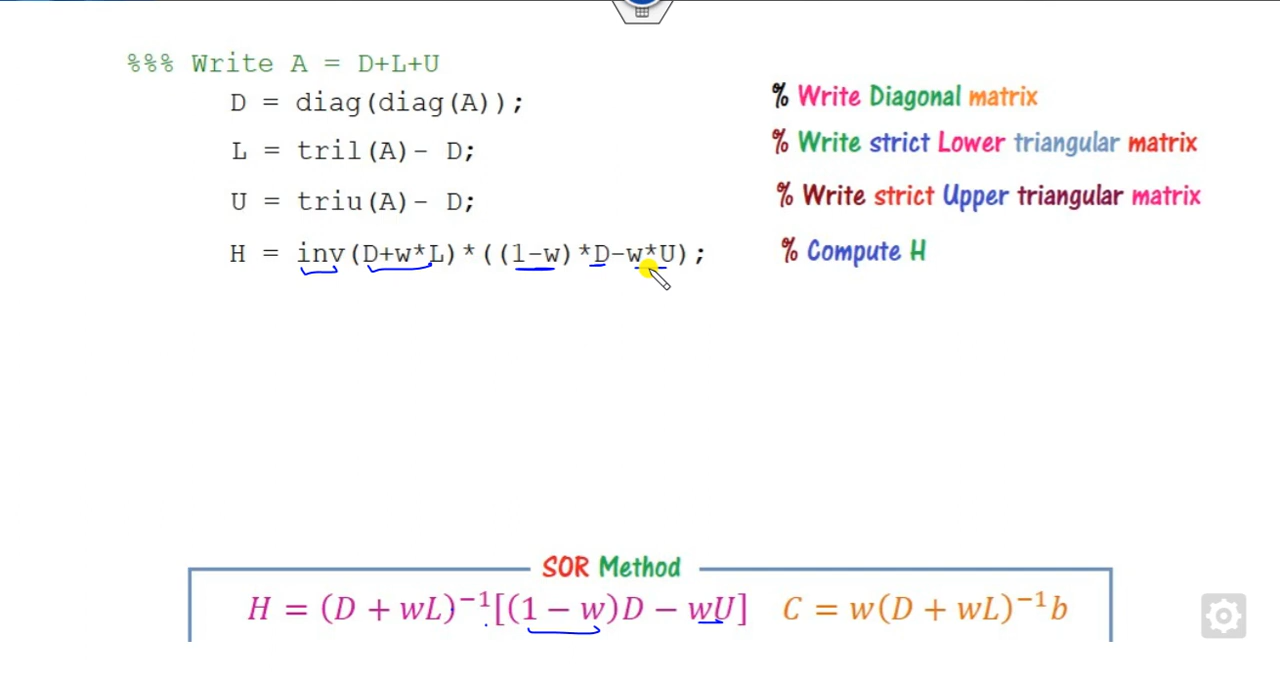 %%% Write A = D+L+U
D = diag(diag(A)); % Write Diagonal matrix
L = tril(A)- D; % Write strict Lower triangular matrix
U = triu(A)- D; % Write strict Upper triangular matrix
H = inv(D+w*L)*((1-w)*D-w*U); % Compute H
SOR Method
H = (D + wL)⁻¹[(1 − w)D − wU] C = w(D + wL)⁻¹b